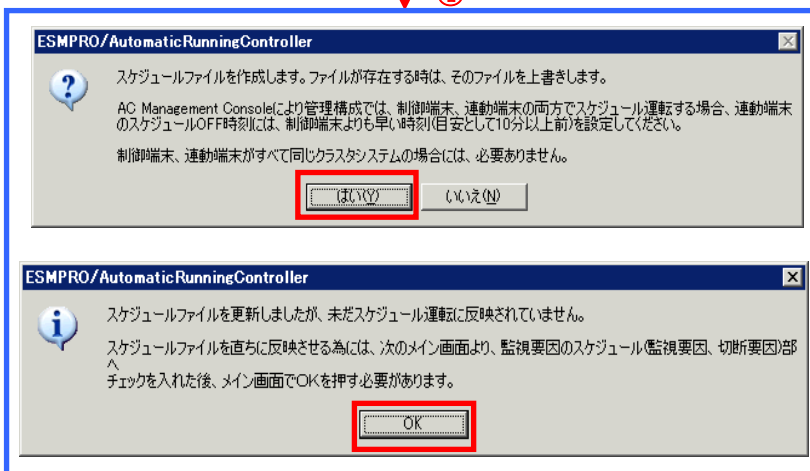 ②
ESMPRO/AutomaticRunningController
スケジュールファイルを作成します。ファイルが存在する時は、そのファイルを上書きします。
AC Management Consoleにより管理構成では、制御端末、連動端末の両方でスケジュール運転する場合、連動端末
のスケジュールOFF時刻には、制御端末よりも早い時刻(目安として10分以上前)を設定してください。
制御端末、連動端末がすべて同じクラスタシステムの場合には、必要ありません。
はい(Y) いいえ(N)
ESMPRO/AutomaticRunningController
スケジュールファイルを更新しましたが、未だスケジュール運転に反映されていません。
スケジュールファイルを直ちに反映させる為には、次のメイン画面より、監視要因のスケジュール(監視要因、切断要因)部
へ
チェックを入れた後、メイン画面でOKを押す必要があります。
OK